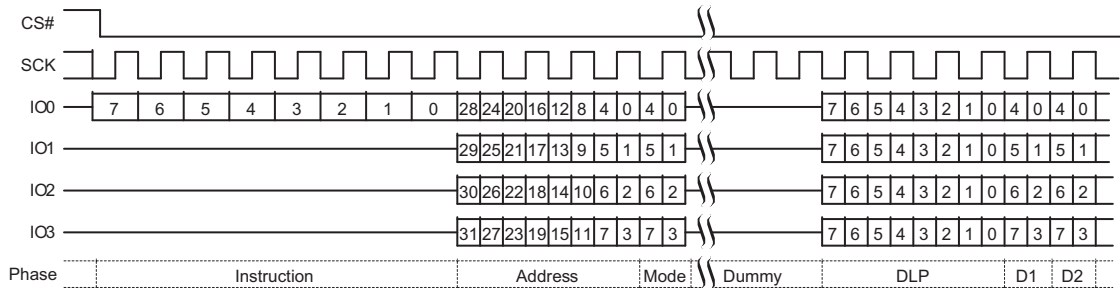 CS#
SCK
IO0 7 6 5 4 3 2 1 0 28 24 20 16 12 8 4 0 4 0 7 6 5 4 3 2 1 0 4 0 4 0
IO1 29 25 21 17 13 9 5 1 5 1 7 6 5 4 3 2 1 0 5 1 5 1
IO2 30 26 22 18 14 10 6 2 6 2 7 6 5 4 3 2 1 0 6 2 6 2
IO3 31 27 23 19 15 11 7 3 7 3 7 6 5 4 3 2 1 0 7 3 7 3
Phase Instruction Address Mode Dummy DLP D1 D2